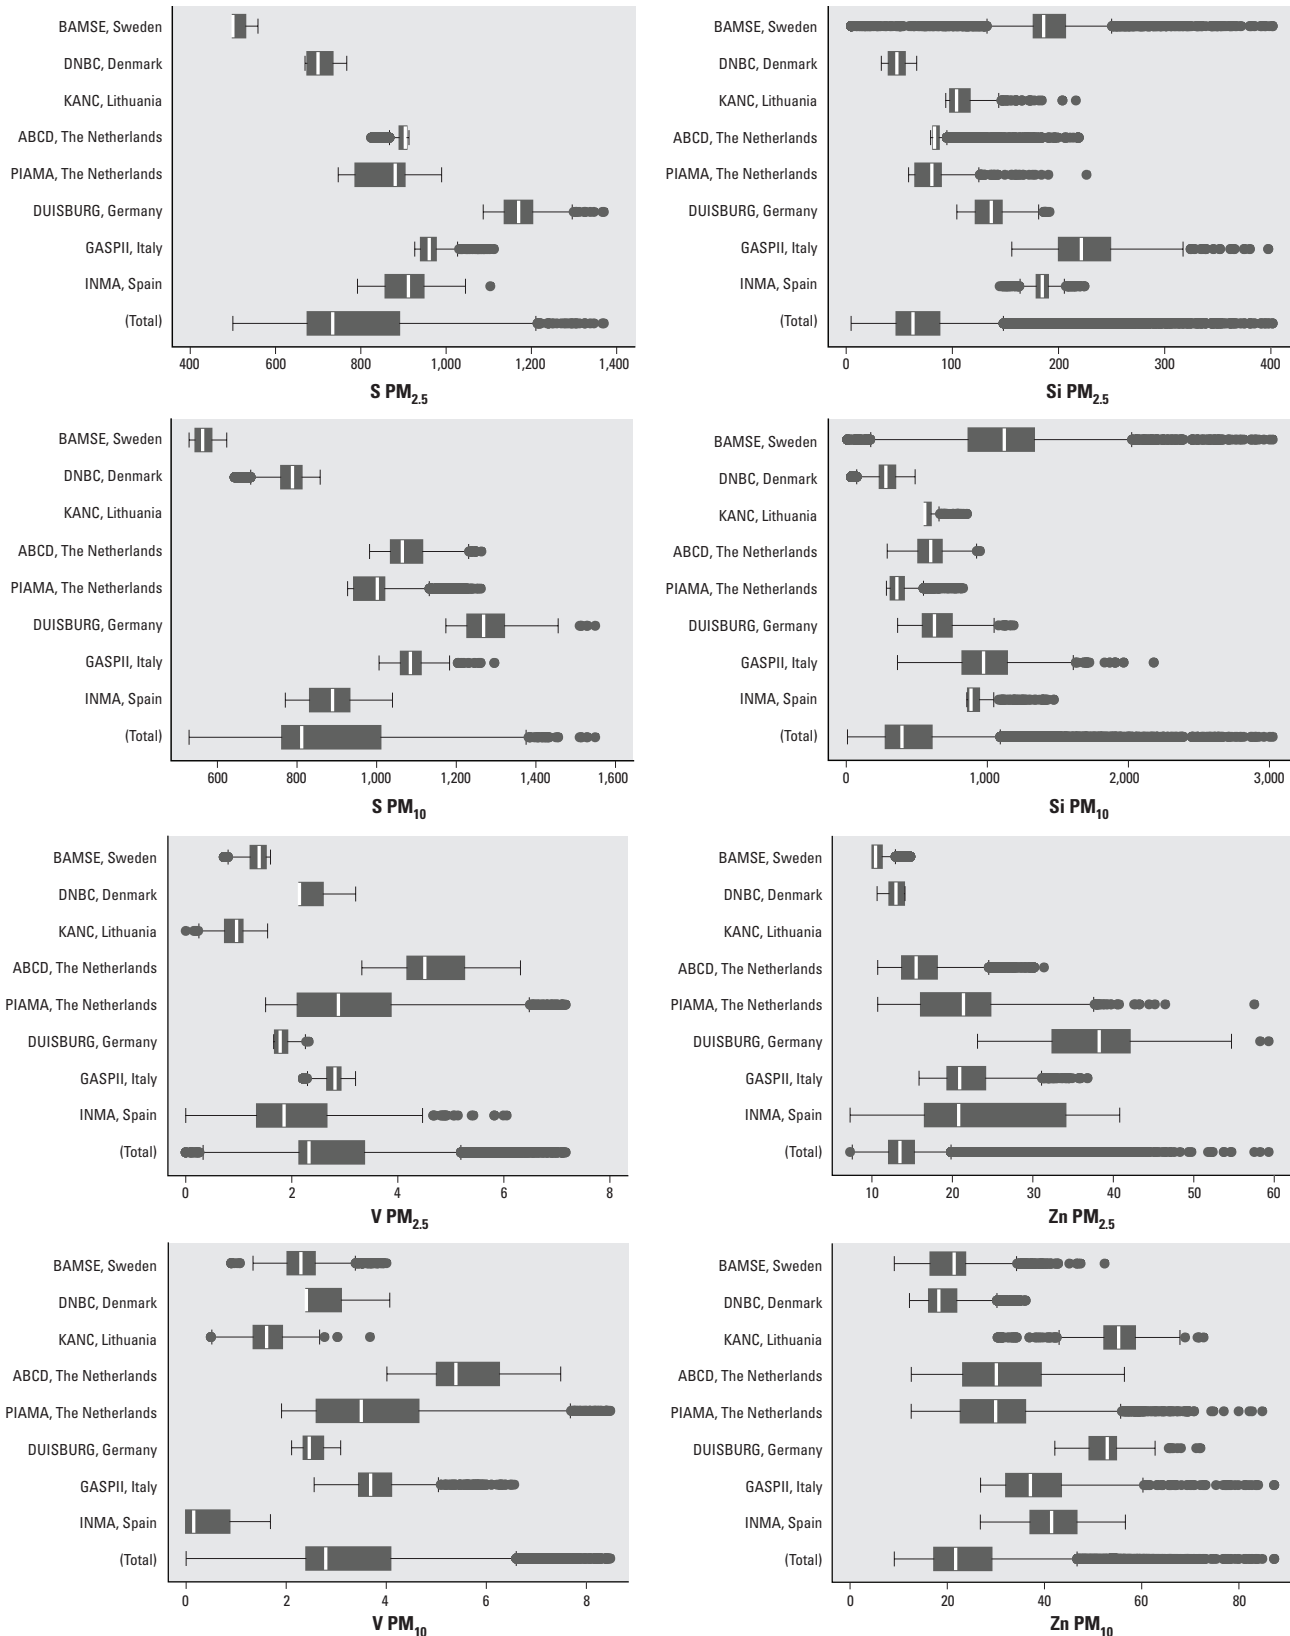 BAMSE, Sweden
DNBC, Denmark
KANC, Lithuania
ABCD, The Netherlands
PIAMA, The Netherlands
DUISBURG, Germany
GASPII, Italy
INMA, Spain
(Total)
400 600 800 1,000 1,200 1,400
S PM2.5
BAMSE, Sweden
DNBC, Denmark
KANC, Lithuania
ABCD, The Netherlands
PIAMA, The Netherlands
DUISBURG, Germany
GASPII, Italy
INMA, Spain
(Total)
0 100 200 300 400
Si PM2.5
BAMSE, Sweden
DNBC, Denmark
KANC, Lithuania
ABCD, The Netherlands
PIAMA, The Netherlands
DUISBURG, Germany
GASPII, Italy
INMA, Spain
(Total)
600 800 1,000 1,200 1,400 1,600
S PM10
BAMSE, Sweden
DNBC, Denmark
KANC, Lithuania
ABCD, The Netherlands
PIAMA, The Netherlands
DUISBURG, Germany
GASPII, Italy
INMA, Spain
(Total)
0 1,000 2,000 3,000
Si PM10
BAMSE, Sweden
DNBC, Denmark
KANC, Lithuania
ABCD, The Netherlands
PIAMA, The Netherlands
DUISBURG, Germany
GASPII, Italy
INMA, Spain
(Total)
0 2 4 6 8
V PM2.5
BAMSE, Sweden
DNBC, Denmark
KANC, Lithuania
ABCD, The Netherlands
PIAMA, The Netherlands
DUISBURG, Germany
GASPII, Italy
INMA, Spain
(Total)
10 20 30 40 50 60
Zn PM2.5
BAMSE, Sweden
DNBC, Denmark
KANC, Lithuania
ABCD, The Netherlands
PIAMA, The Netherlands
DUISBURG, Germany
GASPII, Italy
INMA, Spain
(Total)
0 2 4 6 8
V PM10
BAMSE, Sweden
DNBC, Denmark
KANC, Lithuania
ABCD, The Netherlands
PIAMA, The Netherlands
DUISBURG, Germany
GASPII, Italy
INMA, Spain
(Total)
0 20 40 60 80
Zn PM10